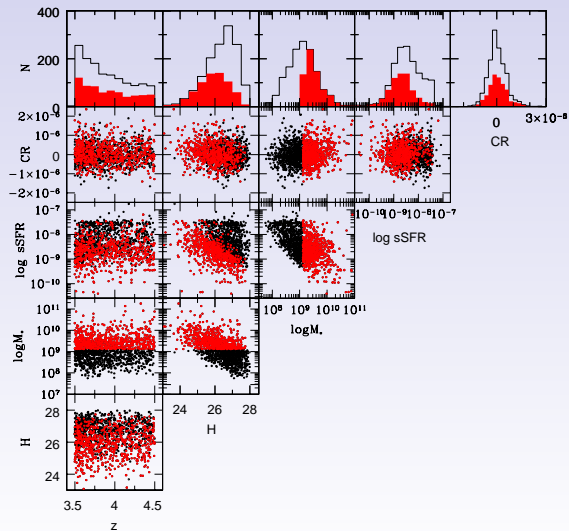 400
200
0
N
0 3×10⁻⁶
CR
2×10⁻⁶
10⁻⁶
0
−10⁻⁶
−2×10⁻⁶
CR
10⁻¹⁰ 10⁻⁹ 10⁻⁸ 10⁻⁷
log sSFR
10⁻⁷
10⁻⁸
10⁻⁹
10⁻¹⁰
log sSFR
10⁸ 10⁹ 10¹⁰ 10¹¹
logM*
10¹¹
10¹⁰
10⁹
10⁸
10⁷
logM*
24 26 28
H
28
26
24
H
3.5 4 4.5
z